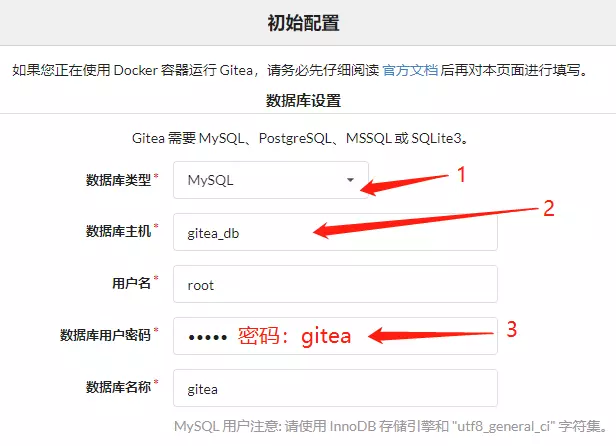 初始配置
如果您正在使用 Docker 容器运行 Gitea，请务必先仔细阅读 官方文档 后再对本页面进行填写。
数据库设置
Gitea 需要 MySQL、PostgreSQL、MSSQL 或 SQLite3。
数据库类型* MySQL 1
数据库主机* gitea_db 2
用户名* root
数据库用户密码* ••••• 密码：gitea 3
数据库名称* gitea
MySQL 用户注意: 请使用 InnoDB 存储引擎和 "utf8_general_ci" 字符集。